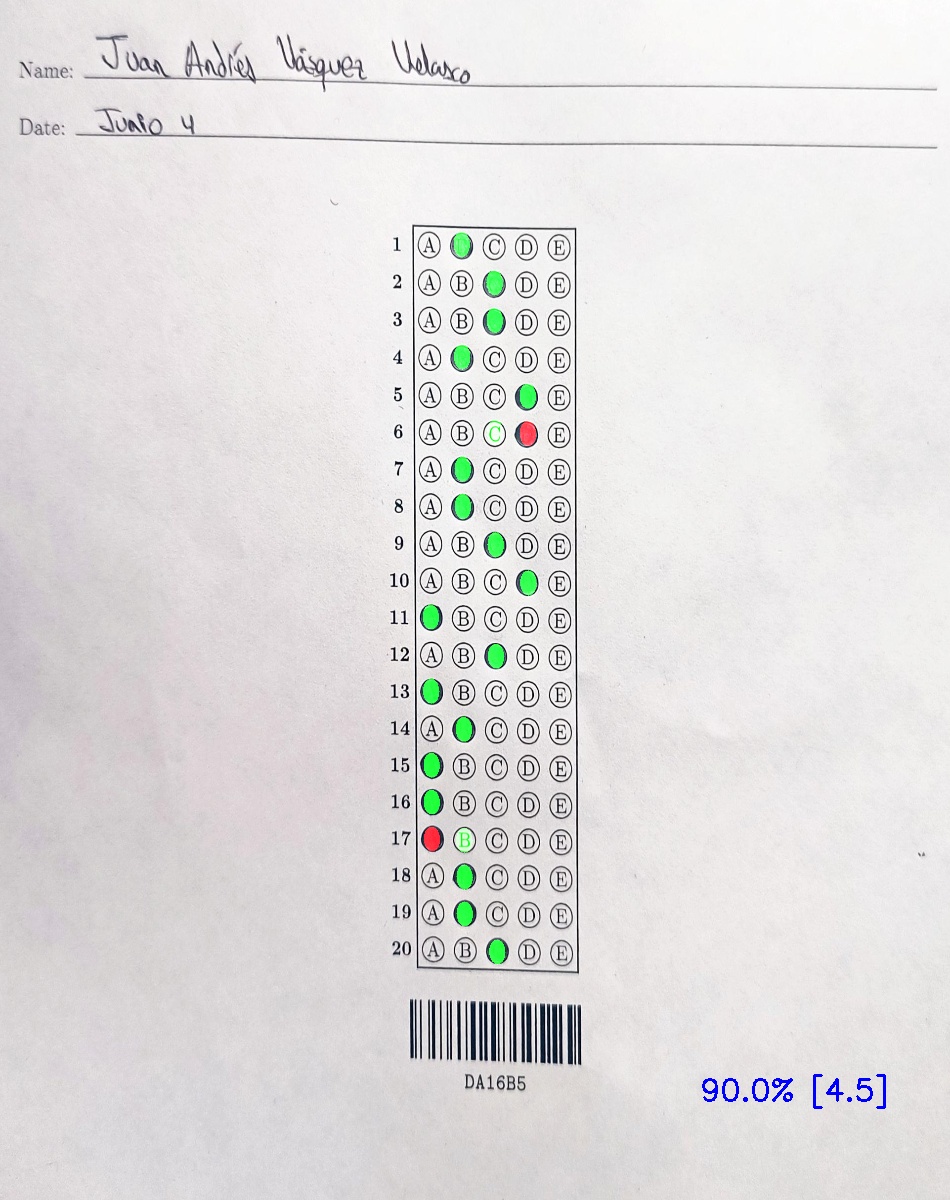 Name: Juan Andrés Vásquez Velasco
Date: Junio 4
1 A C D E
2 A B D E
3 A B D E
4 A C D E
5 A B C E
6 A B C E
7 A C D E
8 A C D E
9 A B D E
10 A B C E
11 B C D E
12 A B D E
13 B C D E
14 A C D E
15 B C D E
16 B C D E
17 B C D E
18 A C D E
19 A C D E
20 A B D E
DA16B5
90.0% [4.5]